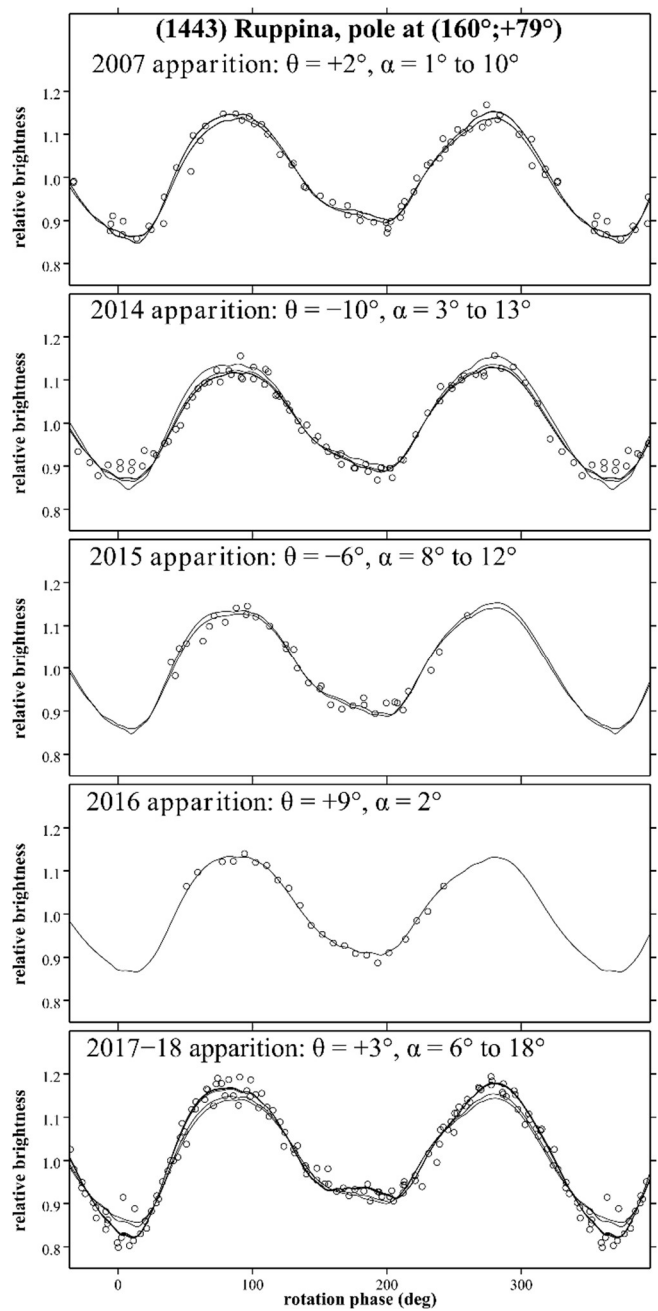 (1443) Ruppina, pole at (160°;+79°)
2007 apparition: θ = +2°, α = 1° to 10°
1.2
1.1
1.0
0.9
0.8
relative brightness
2014 apparition: θ = −10°, α = 3° to 13°
1.2
1.1
1.0
0.9
0.8
relative brightness
2015 apparition: θ = −6°, α = 8° to 12°
1.2
1.1
1.0
0.9
0.8
relative brightness
2016 apparition: θ = +9°, α = 2°
1.2
1.1
1.0
0.9
0.8
relative brightness
2017−18 apparition: θ = +3°, α = 6° to 18°
1.2
1.1
1.0
0.9
0.8
relative brightness
0 100 200 300
rotation phase (deg)